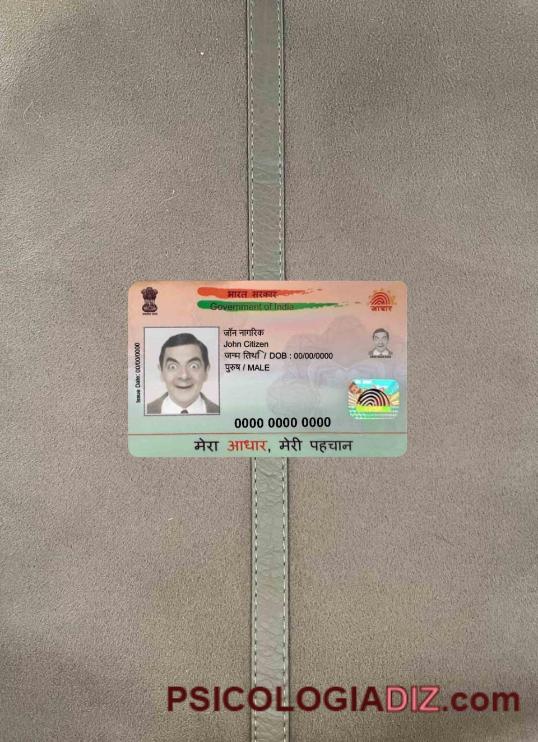 भारत सरकार
Government of India
आधार
Issue Date: 00/00/0000
जॉन नागरिक
John Citizen
जन्म तिथि / DOB : 00/00/0000
पुरुष / MALE
0000 0000 0000
मेरा आधार, मेरी पहचान
PSICOLOGIADIZ.com